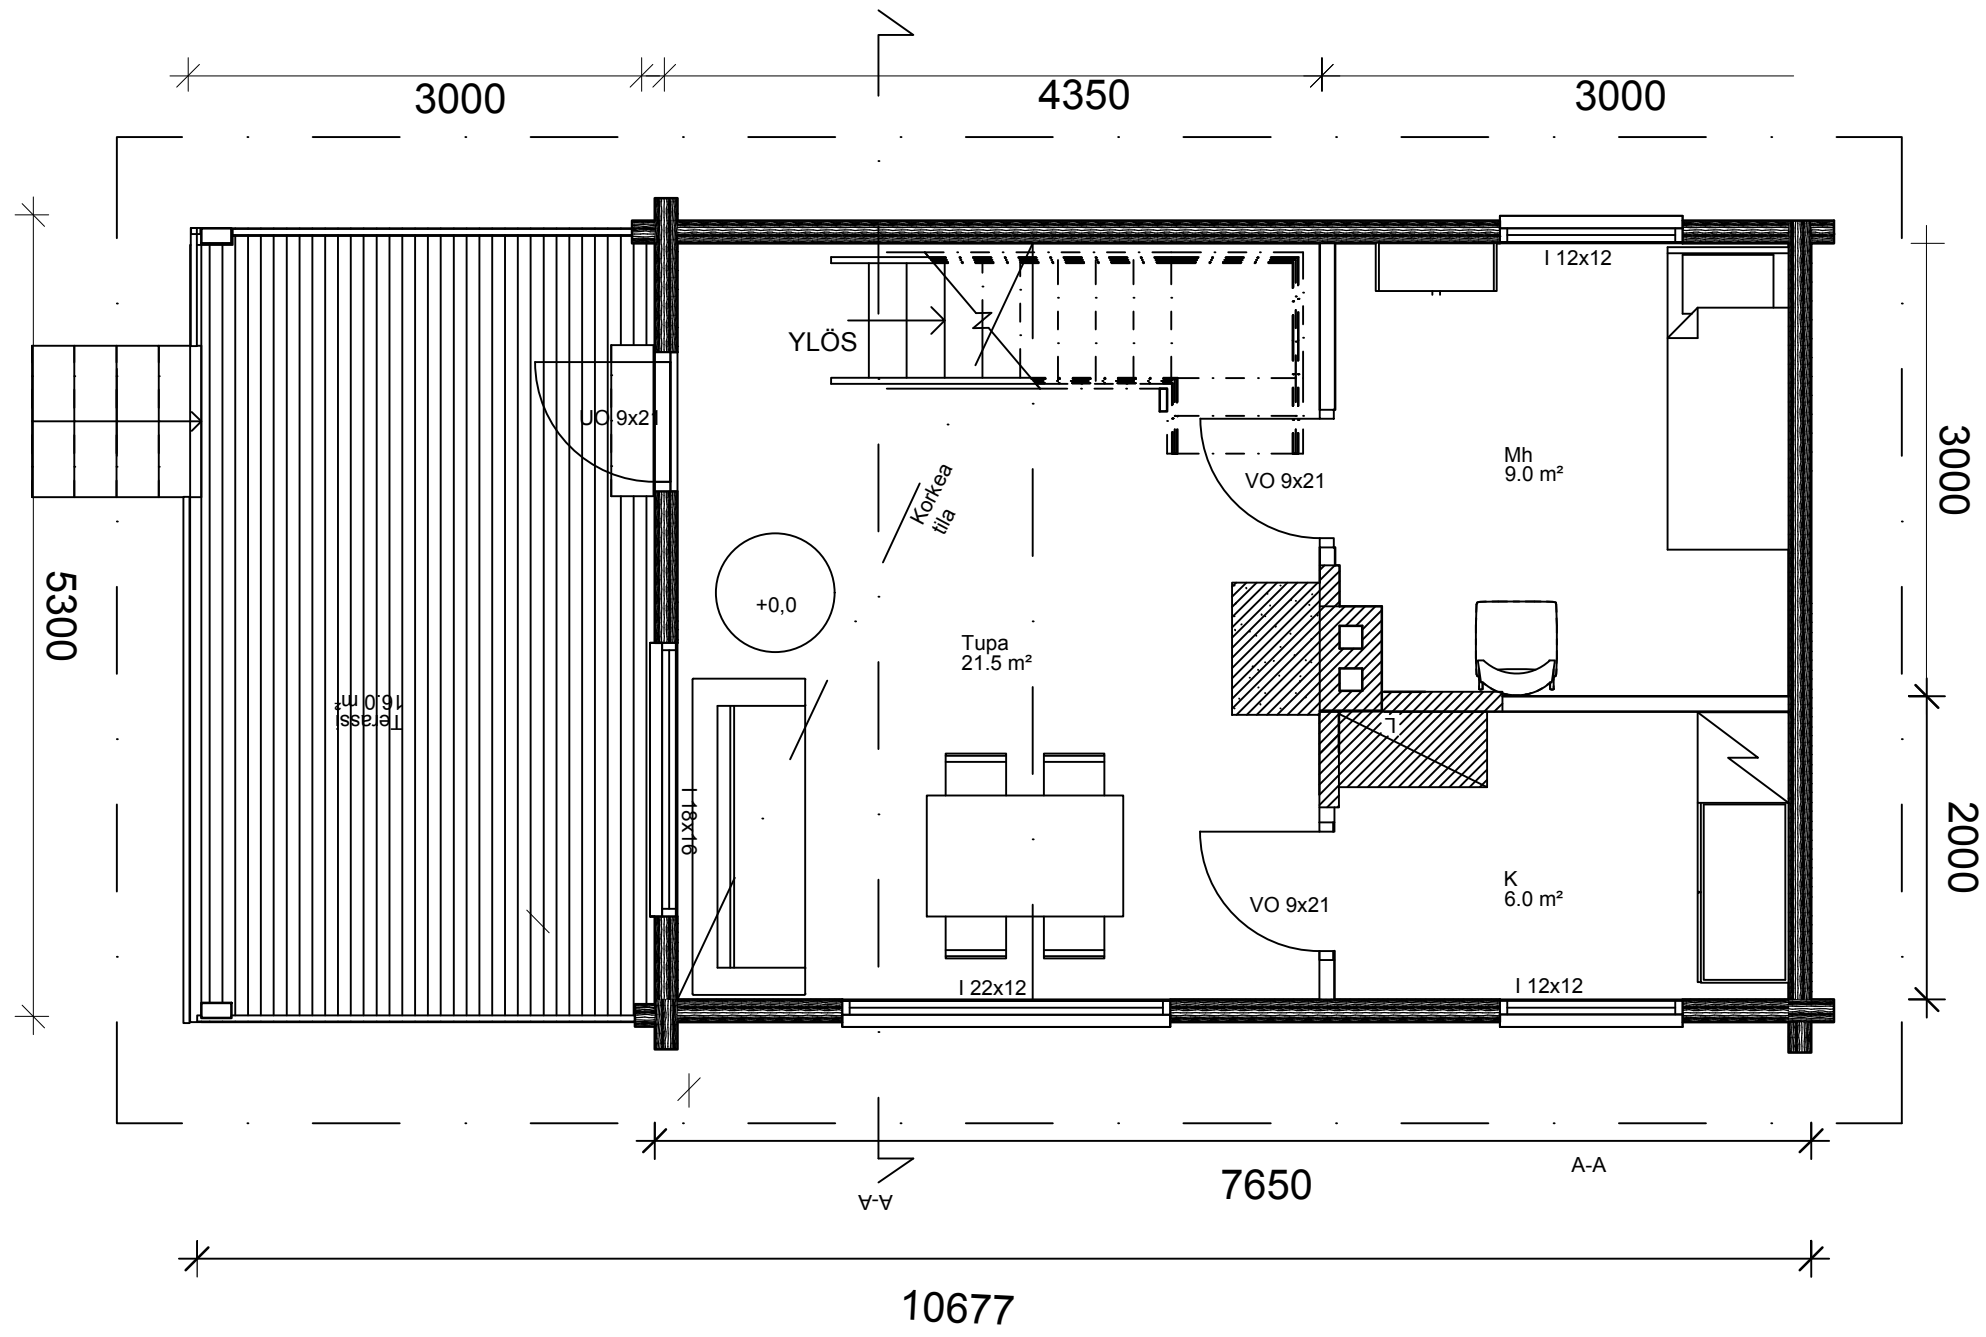 3000
4350
3000
I 12x12
YLÖS
UO 9x21
Mh
9.0 m²
VO 9x21
3000
Korkea
tila
5300
+0,0
Tupa
21.5 m²
Terassi
16.0 m²
L
I 18x16
2000
K
6.0 m²
VO 9x21
I 22x12
I 12x12
A-A
7650
A-A
10677